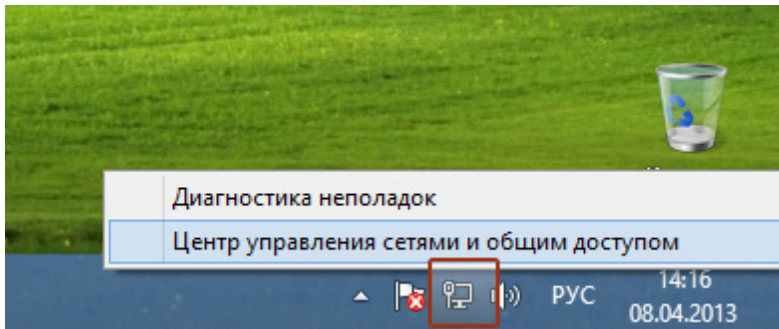 Диагностика неполадок
Центр управления сетями и общим доступом
РУС
14:16
08.04.2013